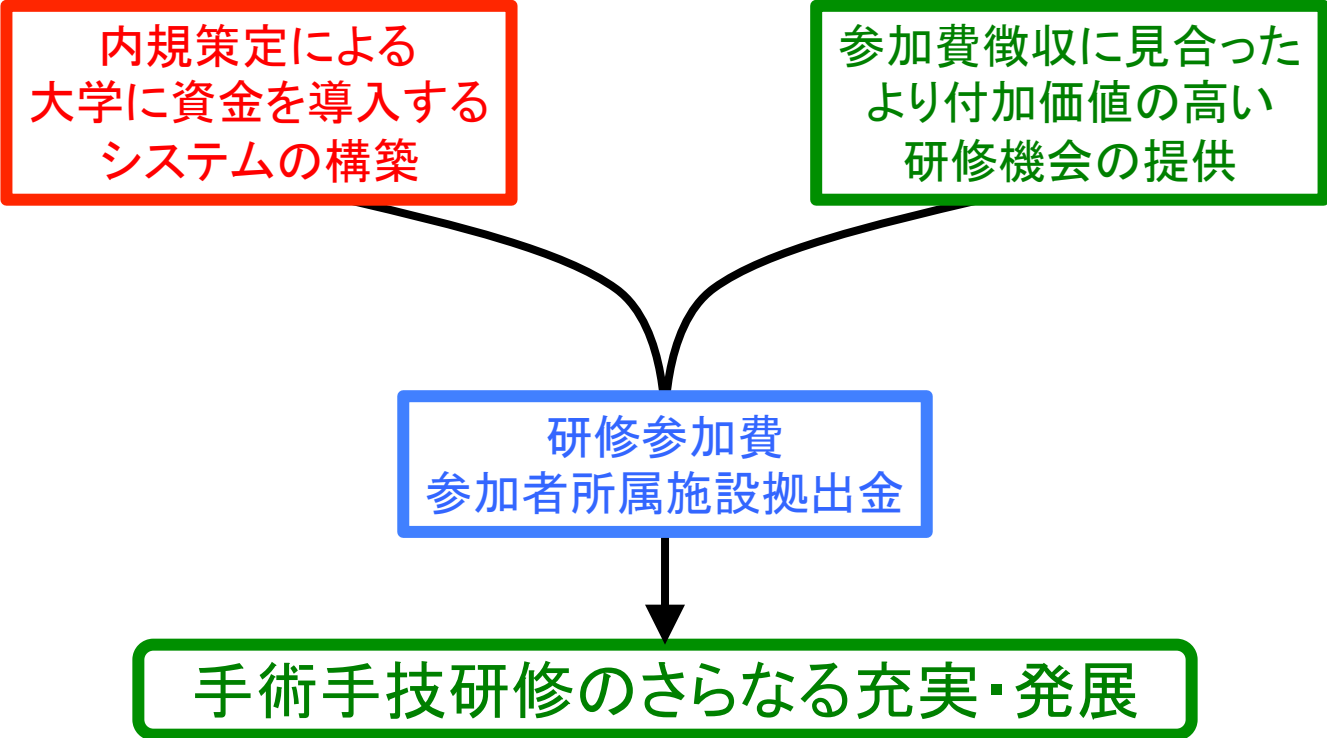 内規策定による
大学に資金を導入する
システムの構築
参加費徴収に見合った
より付加価値の高い
研修機会の提供
研修参加費
参加者所属施設拠出金
手術手技研修のさらなる充実・発展